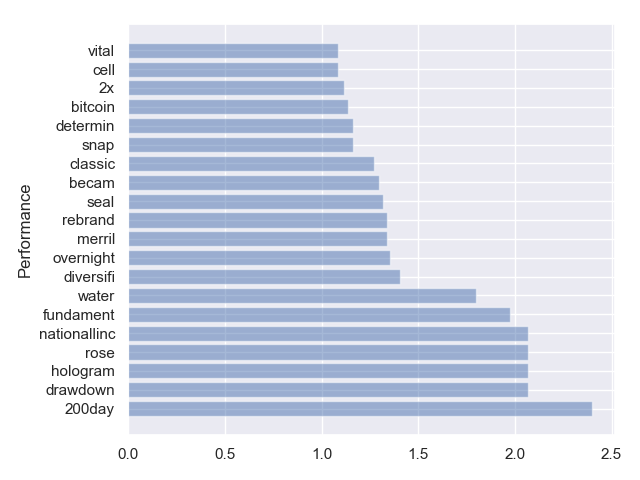 vital
cell
2x
bitcoin
determin
snap
classic
becam
seal
rebrand
merril
overnight
diversifi
water
fundament
nationallinc
rose
hologram
drawdown
200day
Performance
0.0 0.5 1.0 1.5 2.0 2.5